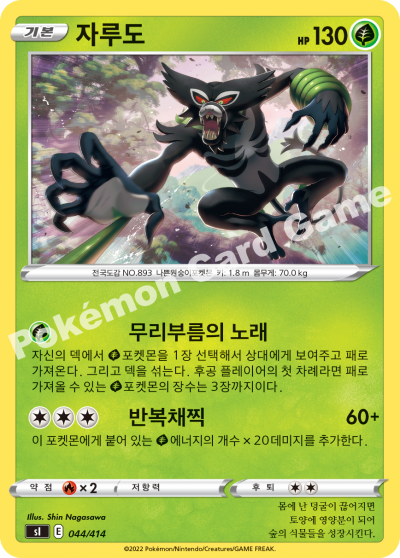 기본 자루도 HP 130
Pokémon Card Game
전국도감 NO.893 나쁜원숭이포켓몬 키: 1.8 m 몸무게: 70.0 kg
무리부름의 노래
자신의 덱에서 포켓몬을 1장 선택해서 상대에게 보여주고 패로
가져온다. 그리고 덱을 섞는다. 후공 플레이어의 첫 차례라면 패로
가져올 수 있는 포켓몬의 장수는 3장까지이다.
반복채찍 60+
이 포켓몬에게 붙어 있는 에너지의 개수 × 20데미지를 추가한다.
약점 ×2 저항력 후퇴
몸에 난 덩굴이 끊어지면
토양에 영양분이 되어
숲의 식물들을 성장시킨다.
Illus. Shin Nagasawa
sI E 044/414
©2022 Pokémon/Nintendo/Creatures/GAME FREAK.